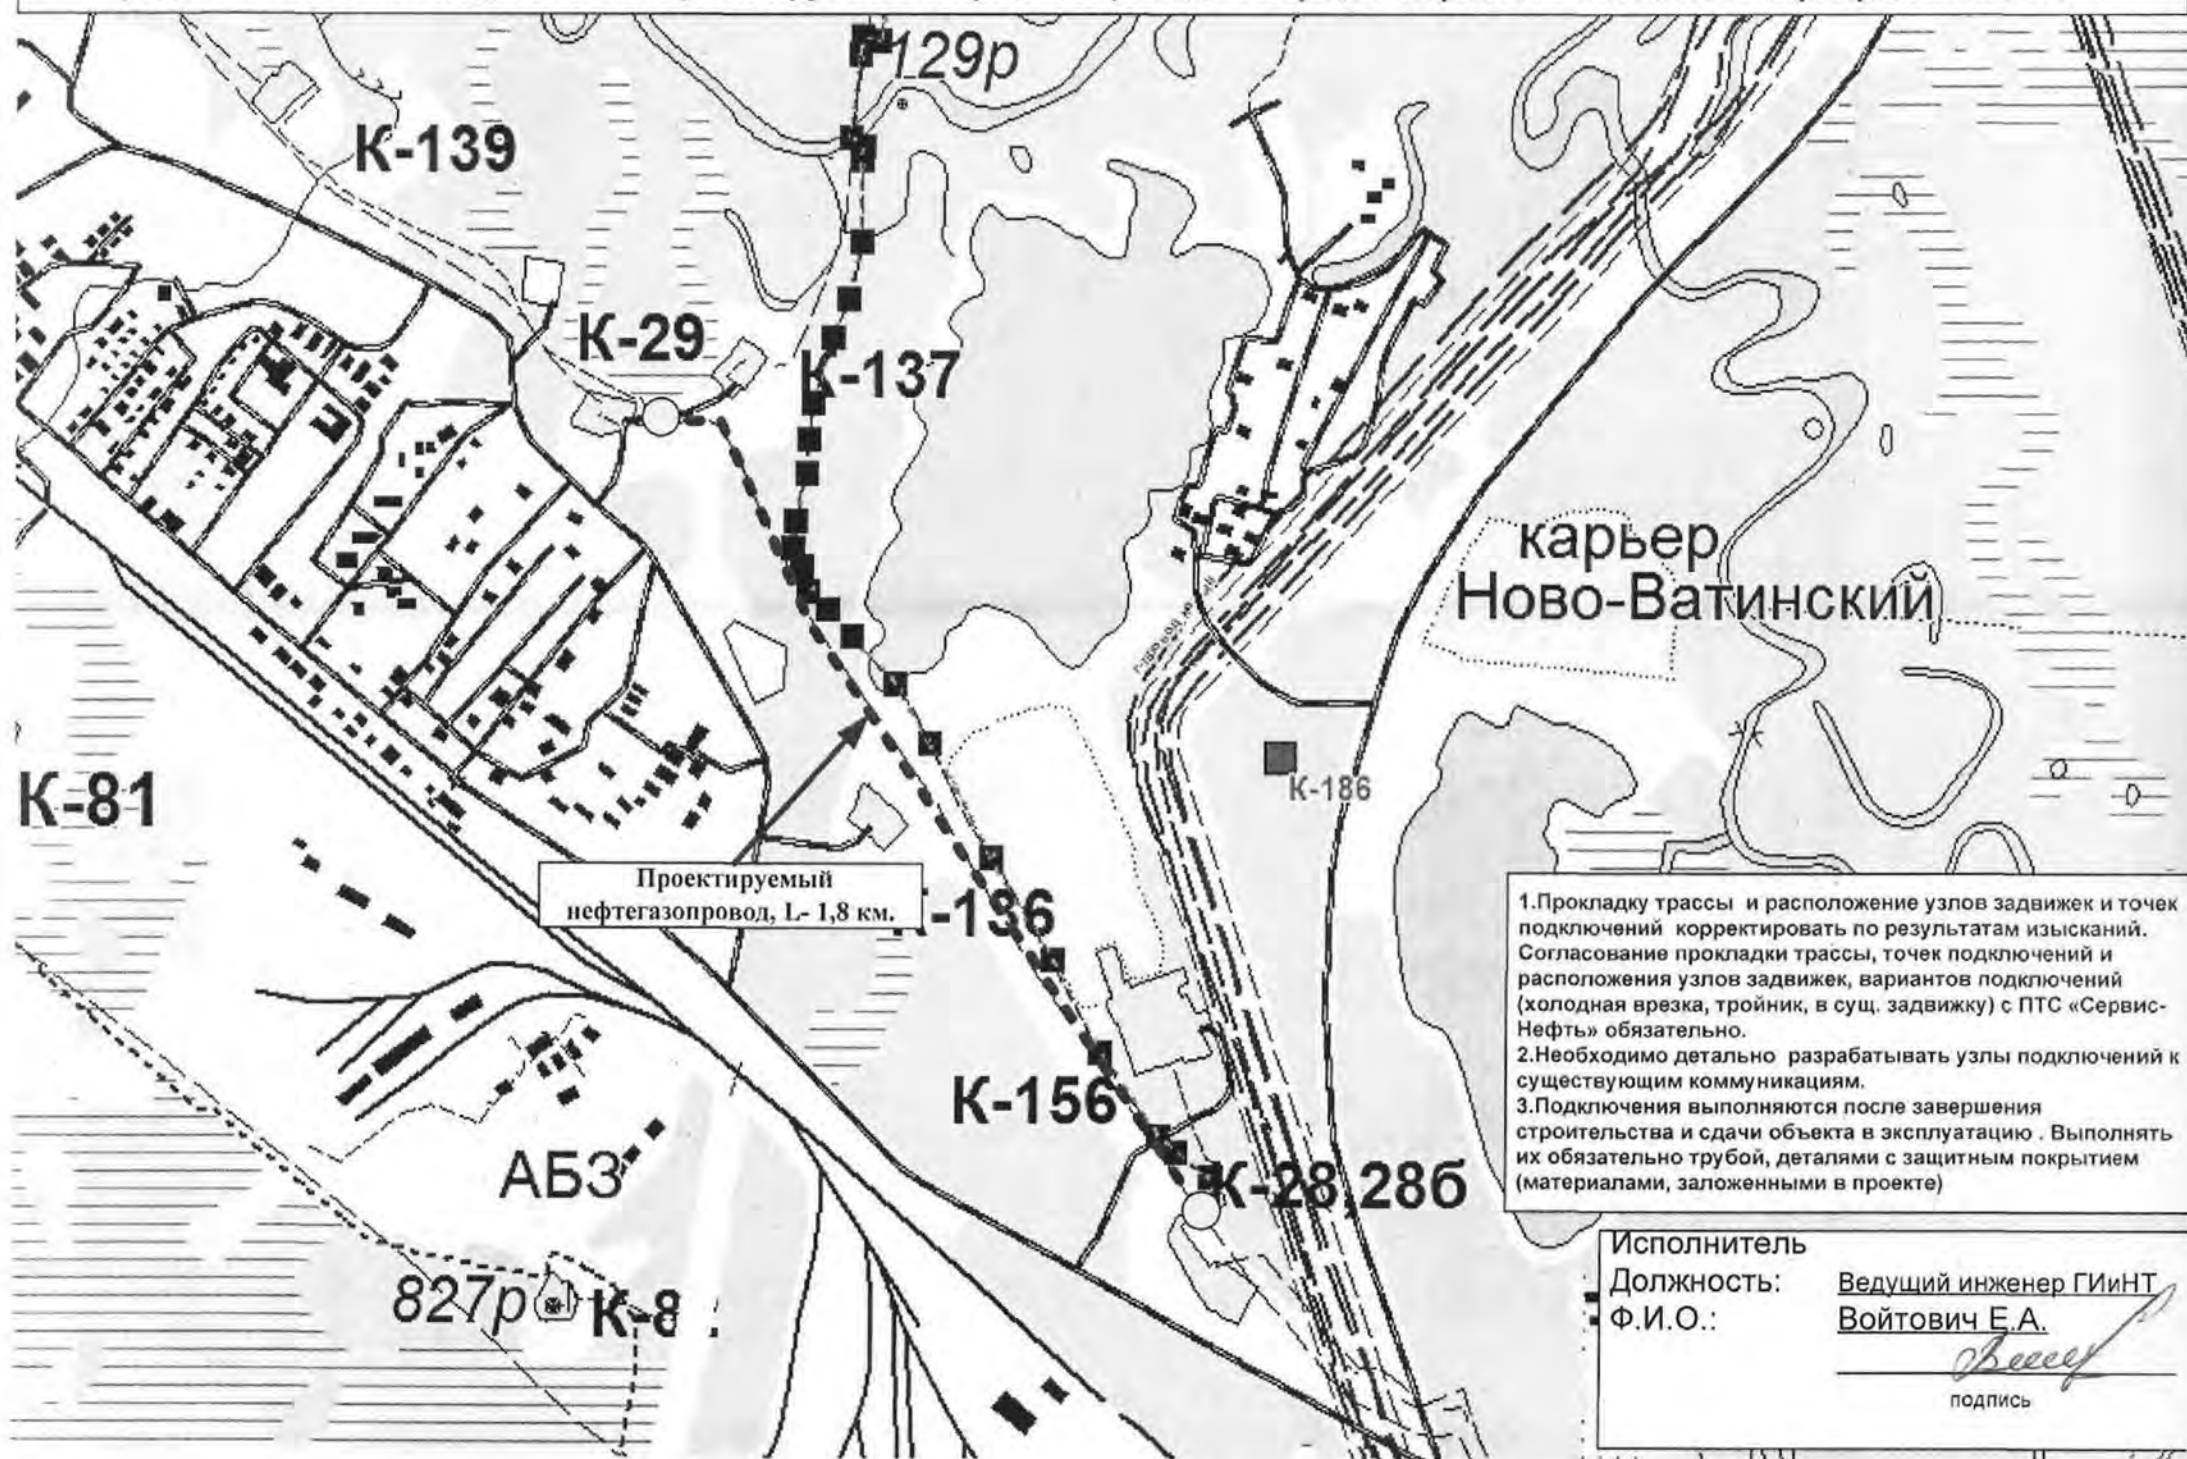 129р
К-139
К-29
К-137
карьер
Ново-Ватинский
К-186
К-81
Проектируемый
нефтегазопровод, L- 1,8 км.
-136
К-156
К-28,28б
АБЗ
827р
К-8
1.Прокладку трассы и расположение узлов задвижек и точек
подключений корректировать по результатам изысканий.
Согласование прокладки трассы, точек подключений и
расположения узлов задвижек, вариантов подключений
(холодная врезка, тройник, в сущ. задвижку) с ПТС «Сервис-
Нефть» обязательно.
2.Необходимо детально разрабатывать узлы подключений к
существующим коммуникациям.
3.Подключения выполняются после завершения
строительства и сдачи объекта в эксплуатацию . Выполнять
их обязательно трубой, деталями с защитным покрытием
(материалами, заложенными в проекте)
Исполнитель
Должность: Ведущий инженер ГИиНТ
Ф.И.О.: Войтович Е.А.
подпись